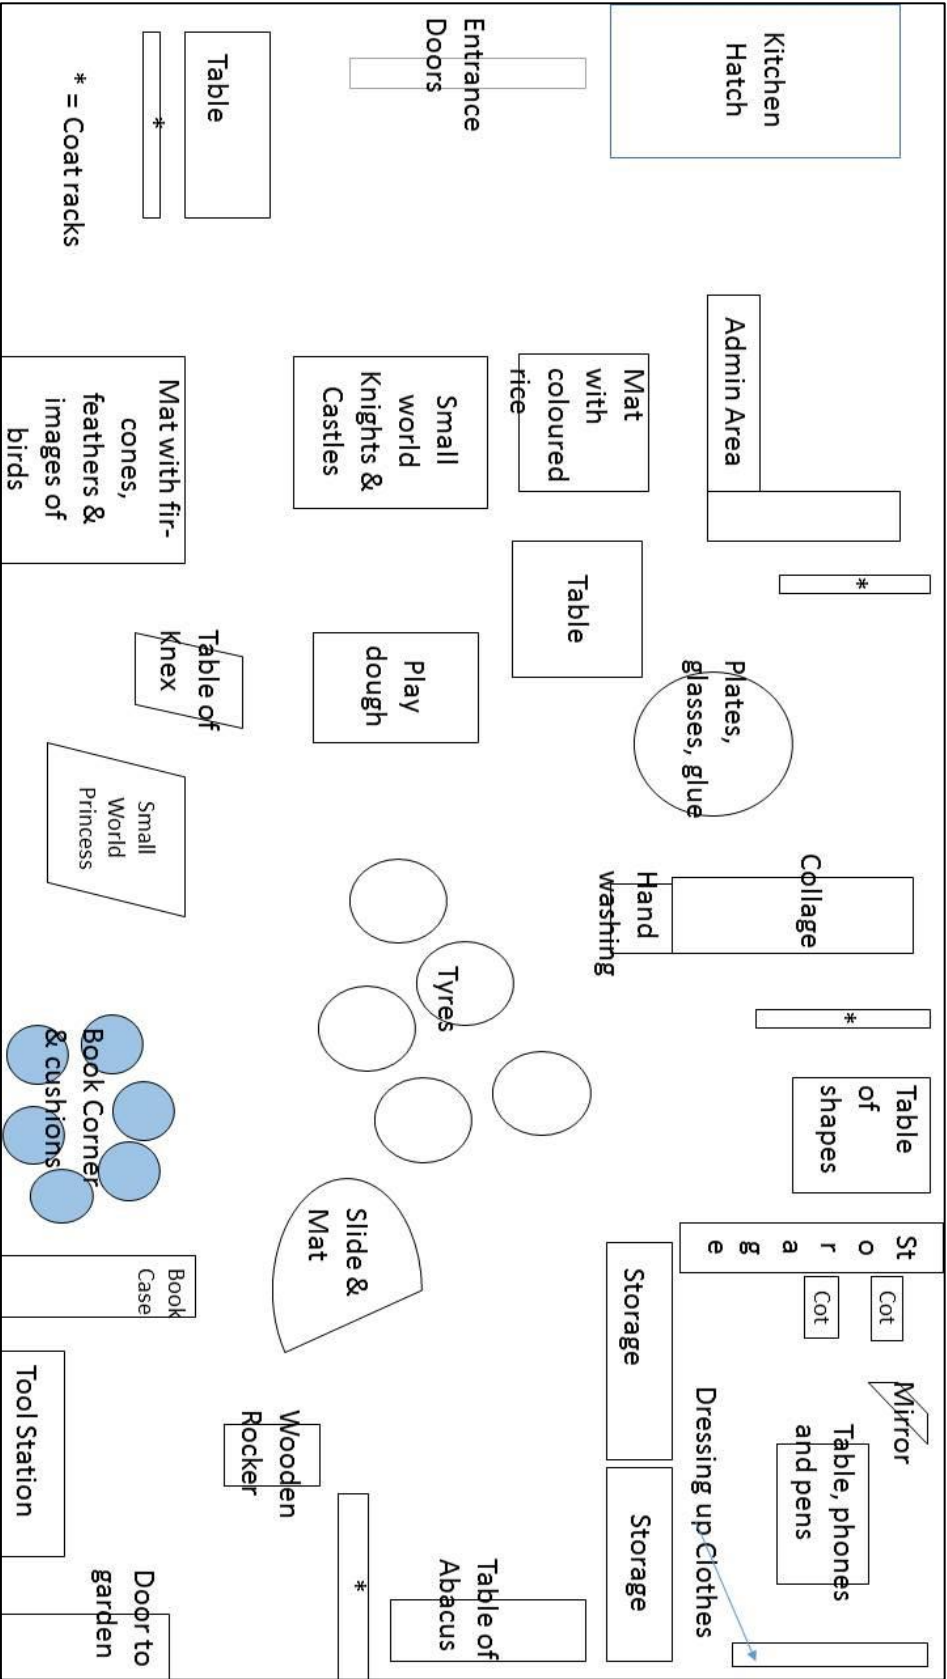 Kitchen
Hatch
Admin Area
*
Plates,
glasses, glue
Collage
Hand
washing
*
Table
of
shapes
St
o
r
a
g
e
Cot
Cot
Mirror
Table, phones
and pens
Dressing up Clothes
Storage
Storage
Entrance
Doors
Mat
with
coloured
rice
Table
Small
world
Knights &
Castles
Play
dough
Tyres
Slide &
Mat
Table of
Abacus
*
Wooden
Rocker
Table
*
* = Coat racks
Mat with fir-
cones,
feathers &
images of
birds
Table of
Knex
Small
World
Princess
Book Corner
& cushions
Book
Case
Tool Station
Door to
garden